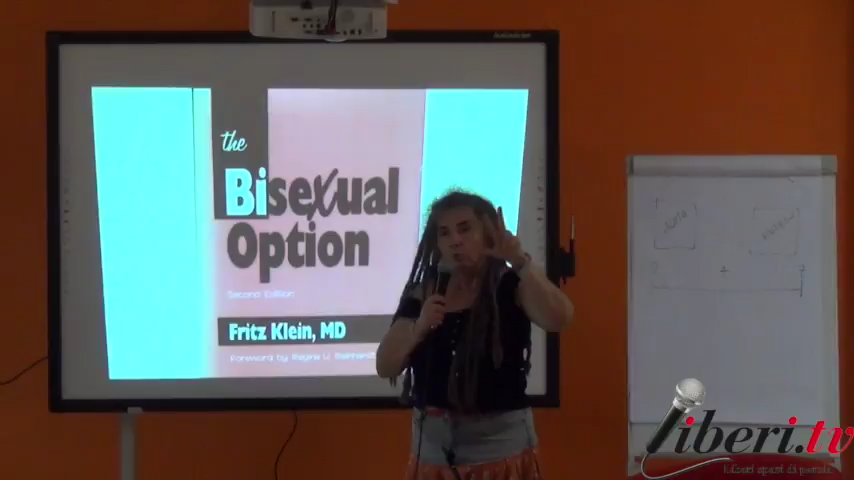 the
Bisexual
Option
Second Edition
Fritz Klein, MD
Foreword by Regina U. Reinhardt
liberi.tv